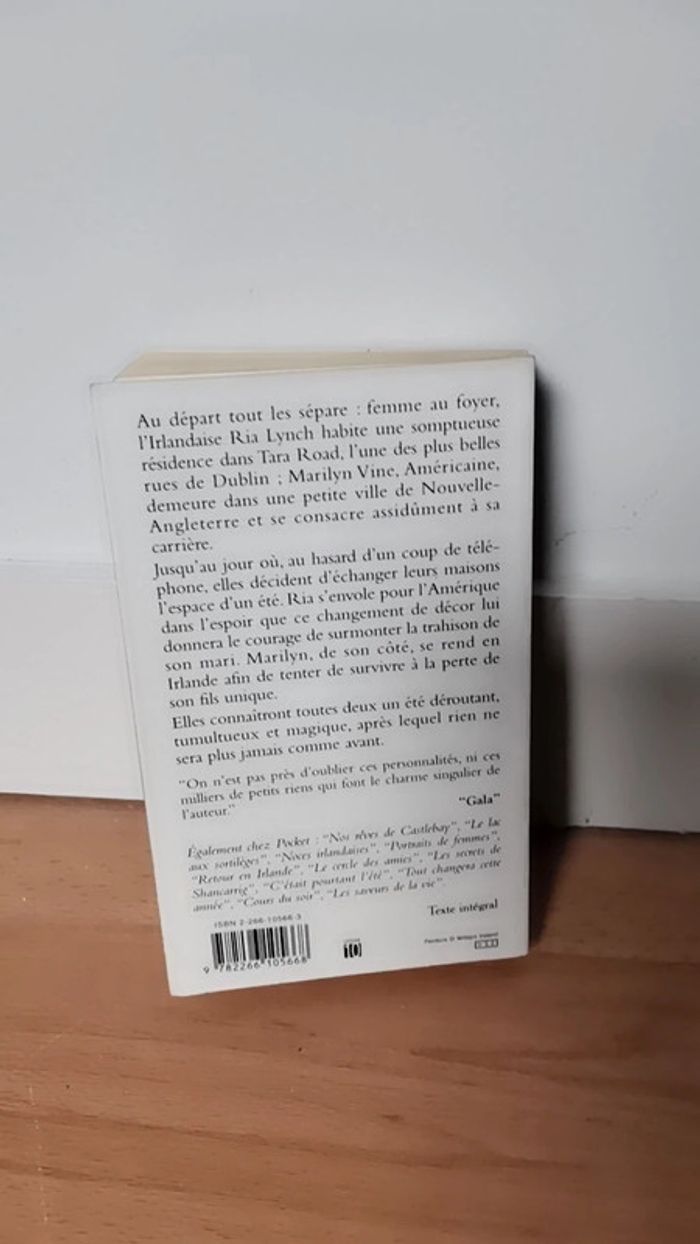 Au départ tout les sépare : femme au foyer,
l'Irlandaise Ria Lynch habite une somptueuse
résidence dans Tara Road, l'une des plus belles
rues de Dublin ; Marilyn Vine, Américaine,
demeure dans une petite ville de Nouvelle-
Angleterre et se consacre assidûment à sa
carrière.
Jusqu'au jour où, au hasard d'un coup de télé-
phone, elles décident d'échanger leurs maisons
l'espace d'un été. Ria s'envole pour l'Amérique
dans l'espoir que ce changement de décor lui
donnera le courage de surmonter la trahison de
son mari. Marilyn, de son côté, se rend en
Irlande afin de tenter de survivre à la perte de
son fils unique.
Elles connaîtront toutes deux un été déroutant,
tumultueux et magique, après lequel rien ne
sera plus jamais comme avant.
"On n'est pas près d'oublier ces personnalités, ni ces
milliers de petits riens qui font le charme singulier de
l'auteur."
"Gala"
Également chez Pocket : "Nos rêves de Castlebay", "Le lac
aux sortilèges", "Noces irlandaises", "Portraits de femmes",
"Retour en Irlande", "Le cercle des amies", "Les secrets de
Shancarrig", "C'était pourtant l'été", "Tout changera cette
année", "Cours du soir", "Les saveurs de la vie".
Texte intégral
ISBN 2-266-10566-3
9 782266 105668
10